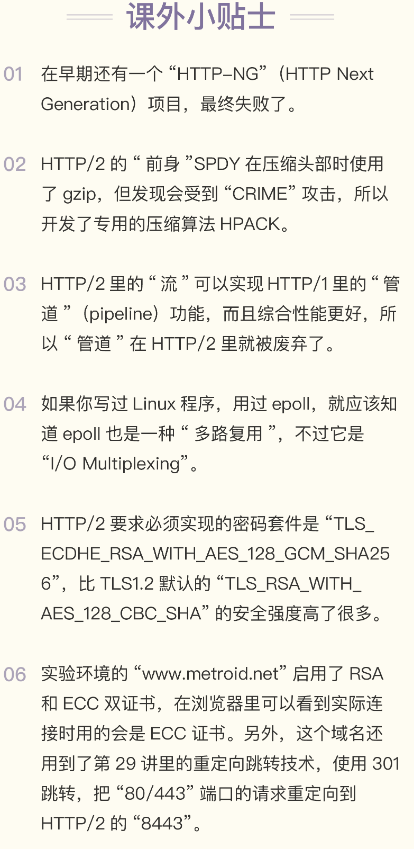 课外小贴士
01 在早期还有一个“HTTP-NG”（HTTP Next
Generation）项目，最终失败了。
02 HTTP/2 的“前身”SPDY 在压缩头部时使用
了 gzip，但发现会受到“CRIME”攻击，所以
开发了专用的压缩算法 HPACK。
03 HTTP/2 里的“流”可以实现 HTTP/1 里的“管
道”（pipeline）功能，而且综合性能更好，所
以“管道”在 HTTP/2 里就被废弃了。
04 如果你写过 Linux 程序，用过 epoll，就应该知
道 epoll 也是一种“多路复用”，不过它是
“I/O Multiplexing”。
05 HTTP/2 要求必须实现的密码套件是“TLS_
ECDHE_RSA_WITH_AES_128_GCM_SHA25
6”，比 TLS1.2 默认的“TLS_RSA_WITH_
AES_128_CBC_SHA”的安全强度高了很多。
06 实验环境的“www.metroid.net”启用了 RSA
和 ECC 双证书，在浏览器里可以看到实际连
接时用的会是 ECC 证书。另外，这个域名还
用到了第 29 讲里的重定向跳转技术，使用 301
跳转，把“80/443”端口的请求重定向到
HTTP/2 的“8443”。